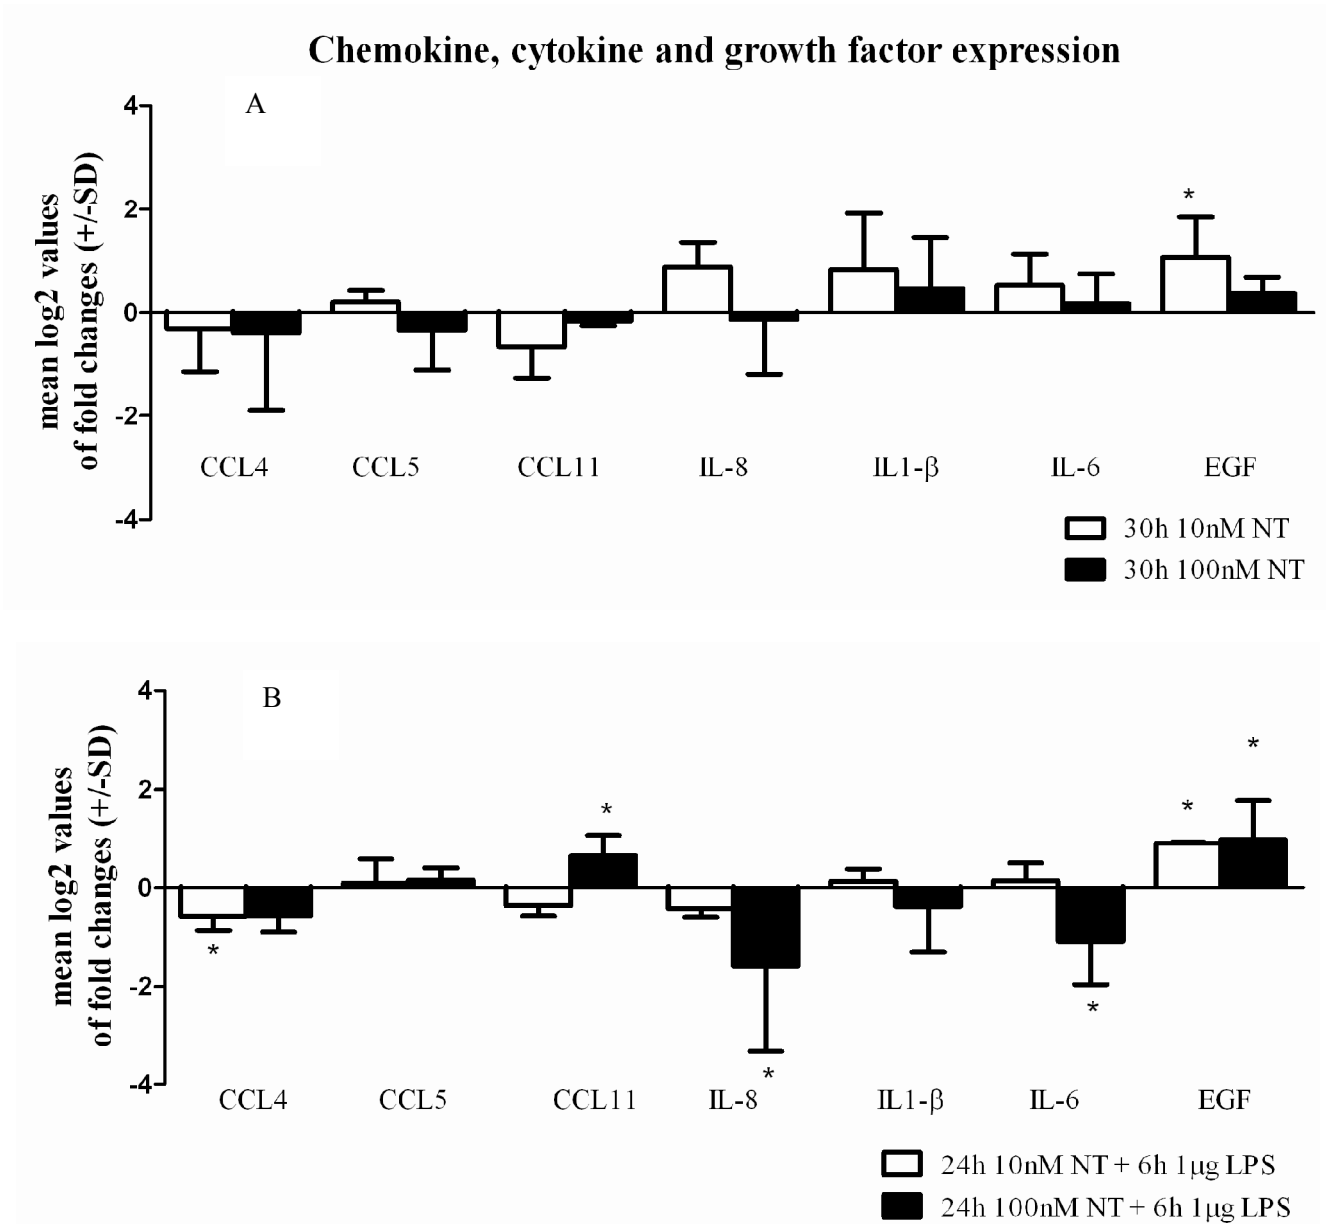 Chemokine, cytokine and growth factor expression
A
mean log2 values
of fold changes (+/-SD)
4
2
0
-2
-4
*
CCL4 CCL5 CCL11 IL-8 IL1-β IL-6 EGF
30h 10nM NT
30h 100nM NT
B
mean log2 values
of fold changes (+/-SD)
4
2
0
-2
-4
*
*
*
*
*
*
CCL4 CCL5 CCL11 IL-8 IL1-β IL-6 EGF
24h 10nM NT + 6h 1μg LPS
24h 100nM NT + 6h 1μg LPS